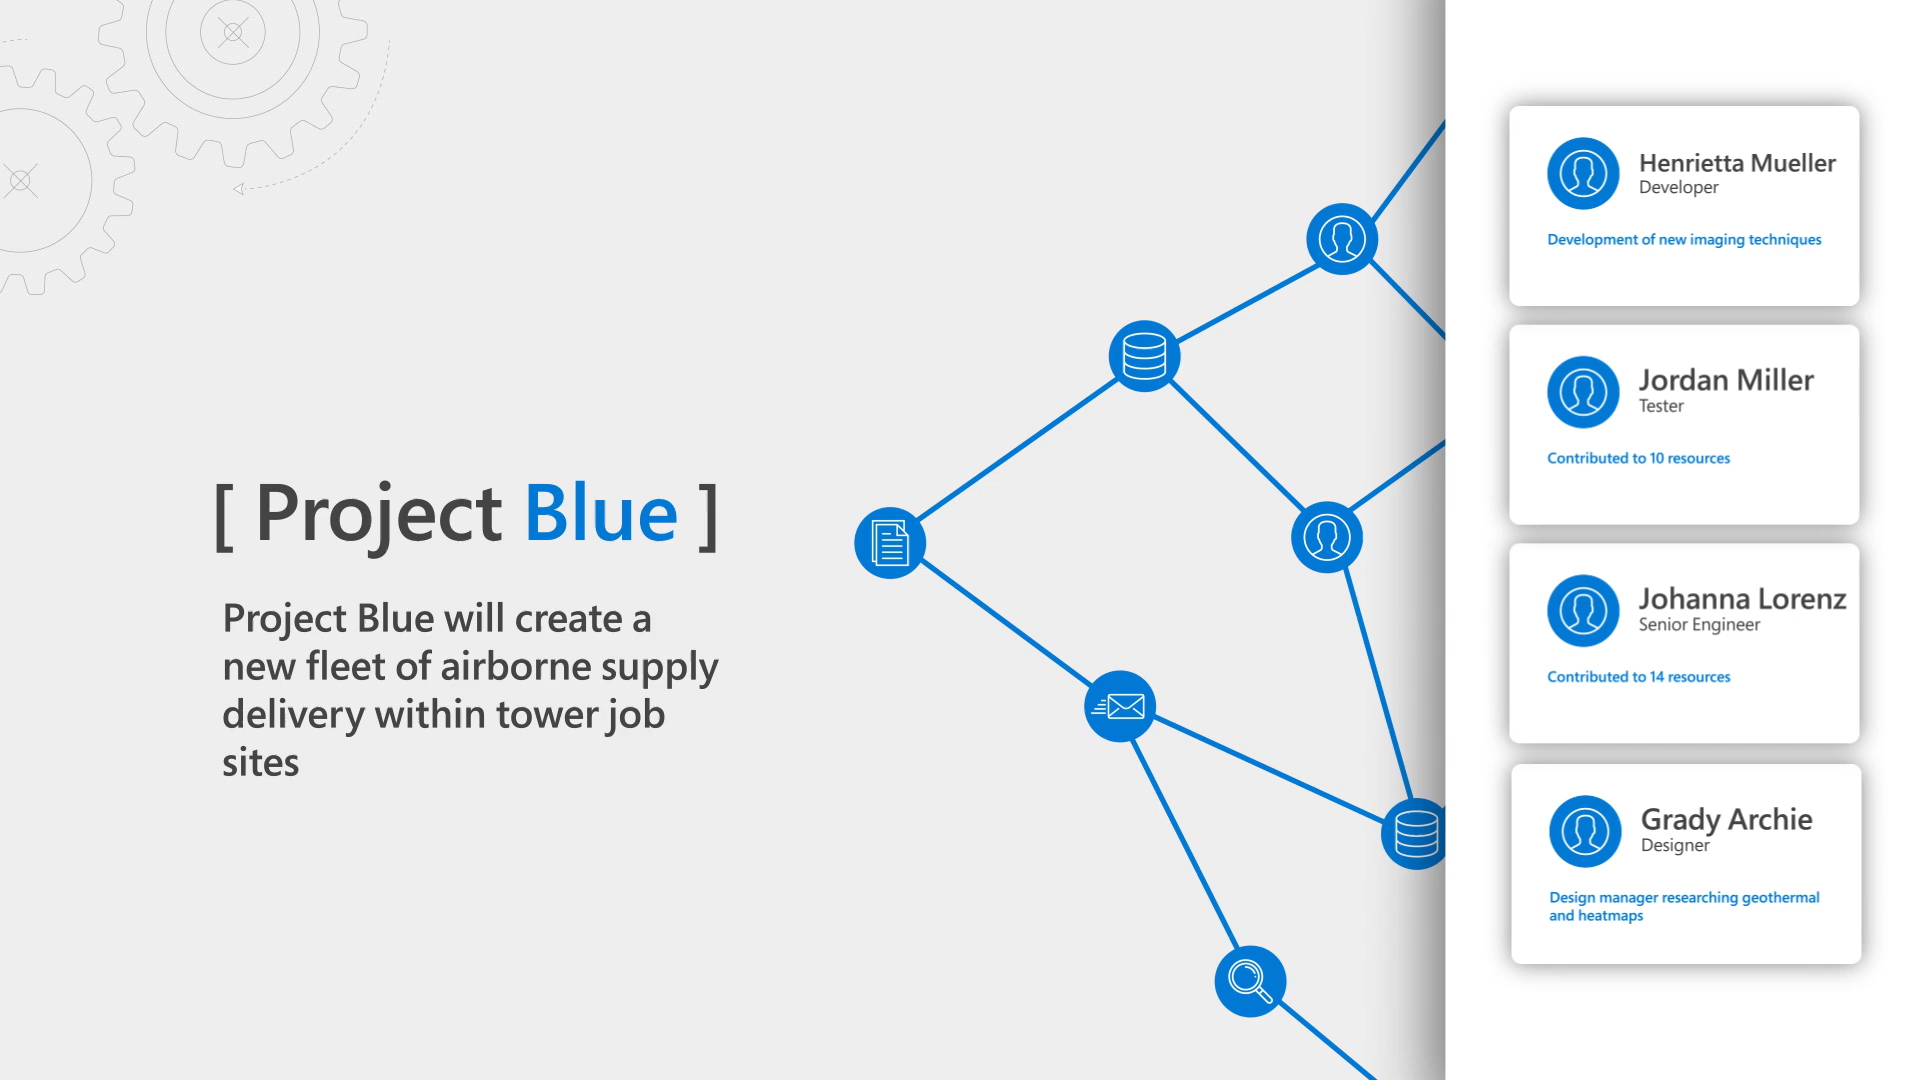 [ Project Blue ]
Project Blue will create a
new fleet of airborne supply
delivery within tower job
sites
Henrietta Mueller
Developer
Development of new imaging techniques
Jordan Miller
Tester
Contributed to 10 resources
Johanna Lorenz
Senior Engineer
Contributed to 14 resources
Grady Archie
Designer
Design manager researching geothermal
and heatmaps